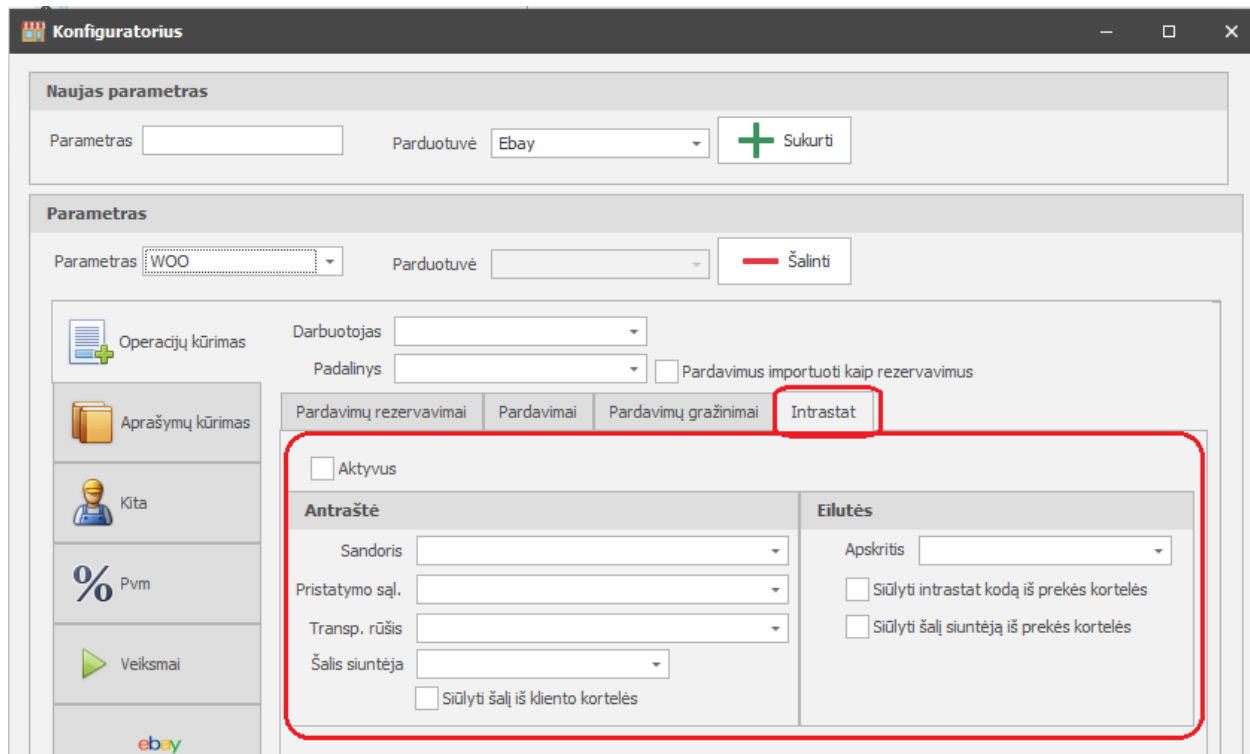 Konfiguratorius
Naujas parametras
Parametras
Parduotuvė Ebay
Sukurti
Parametras
Parametras WOO
Parduotuvė
Šalinti
Operacijų kūrimas
Aprašymų kūrimas
Kita
% Pvm
Veiksmai
ebay
Darbuotojas
Padalinys
Pardavimus importuoti kaip rezervavimus
Pardavimų rezervavimai Pardavimai Pardavimų gražinimai Intrastat
Aktyvus
Antraštė
Sandoris
Pristatymo sąl.
Transp. rūšis
Šalis siuntėja
Siūlyti šalį iš kliento kortelės
Eilutės
Apskritis
Siūlyti intrastat kodą iš prekės kortelės
Siūlyti šalį siuntėją iš prekės kortelės